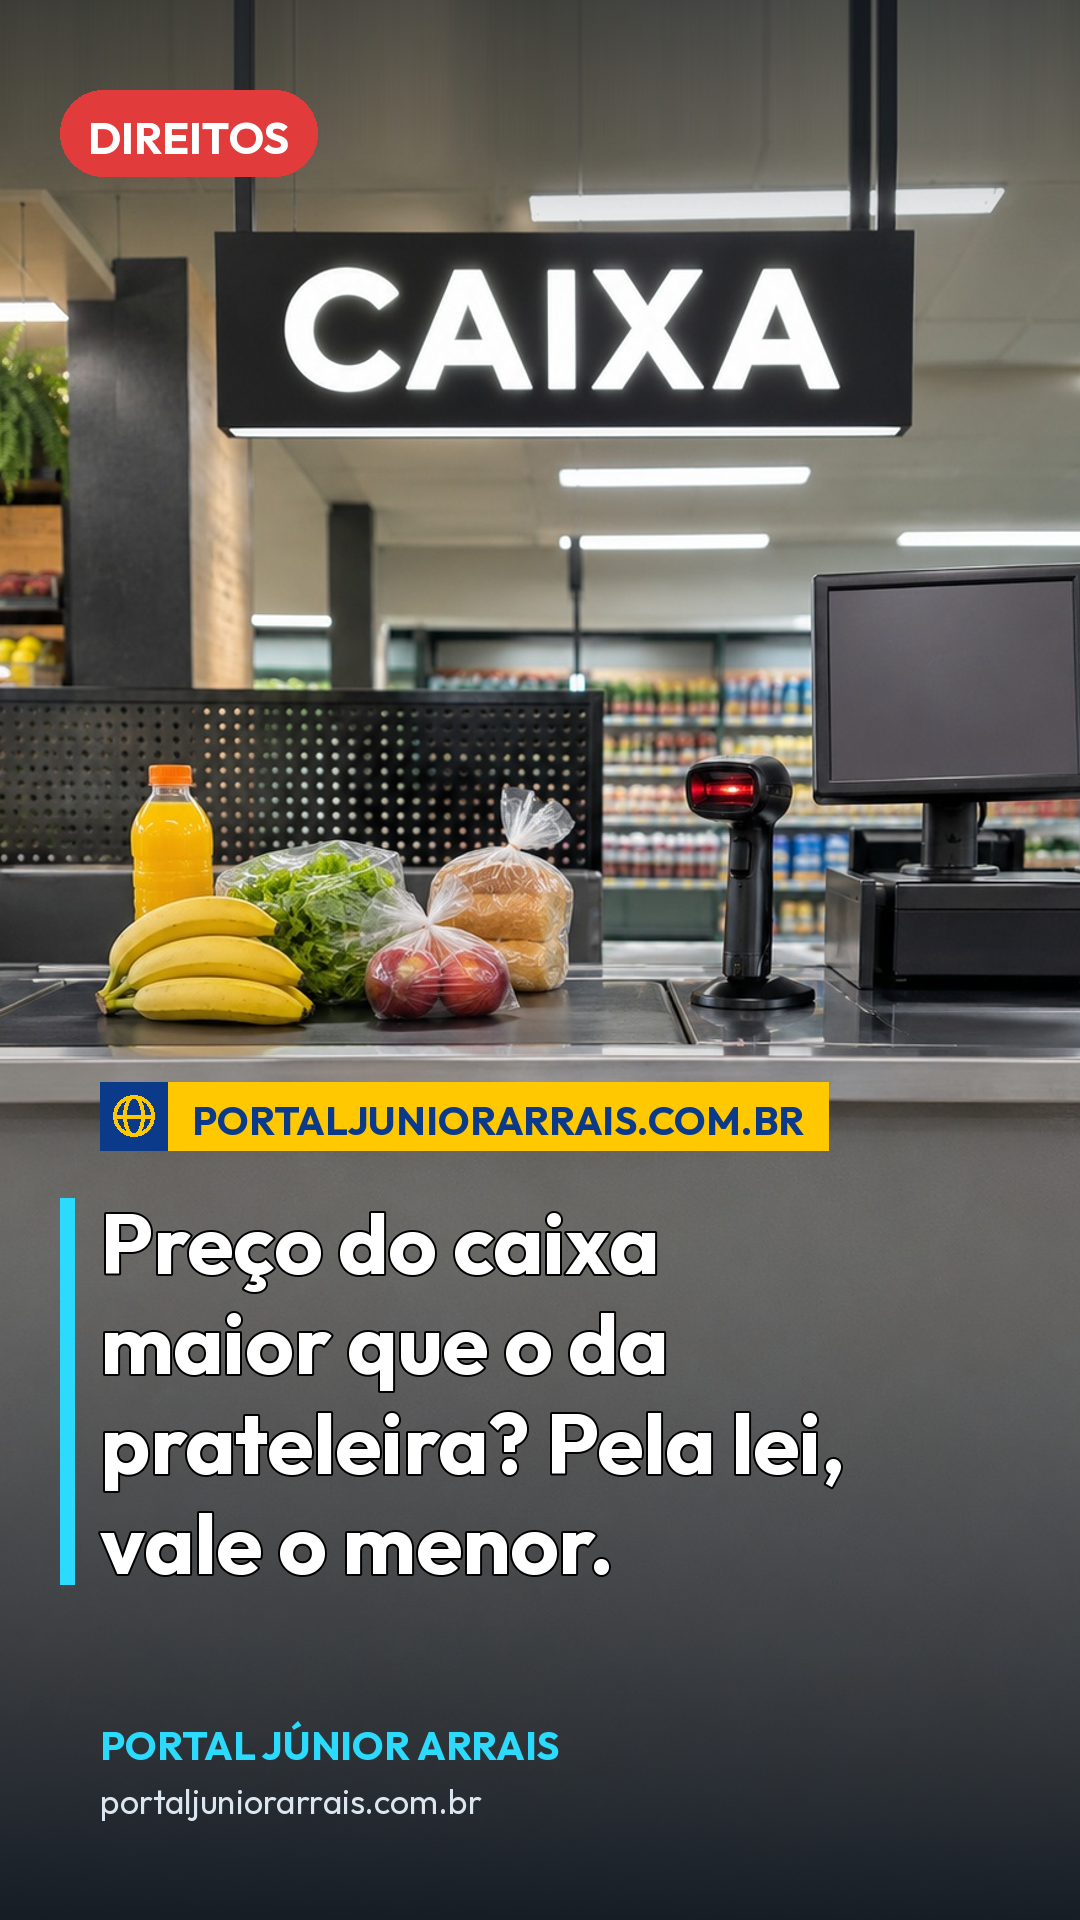 DIREITOS
CAIXA
PORTALJUNIORARRAIS.COM.BR
Preço do caixa
maior que o da
prateleira? Pela lei,
vale o menor.
PORTAL JÚNIOR ARRAIS
portaljuniorarrais.com.br